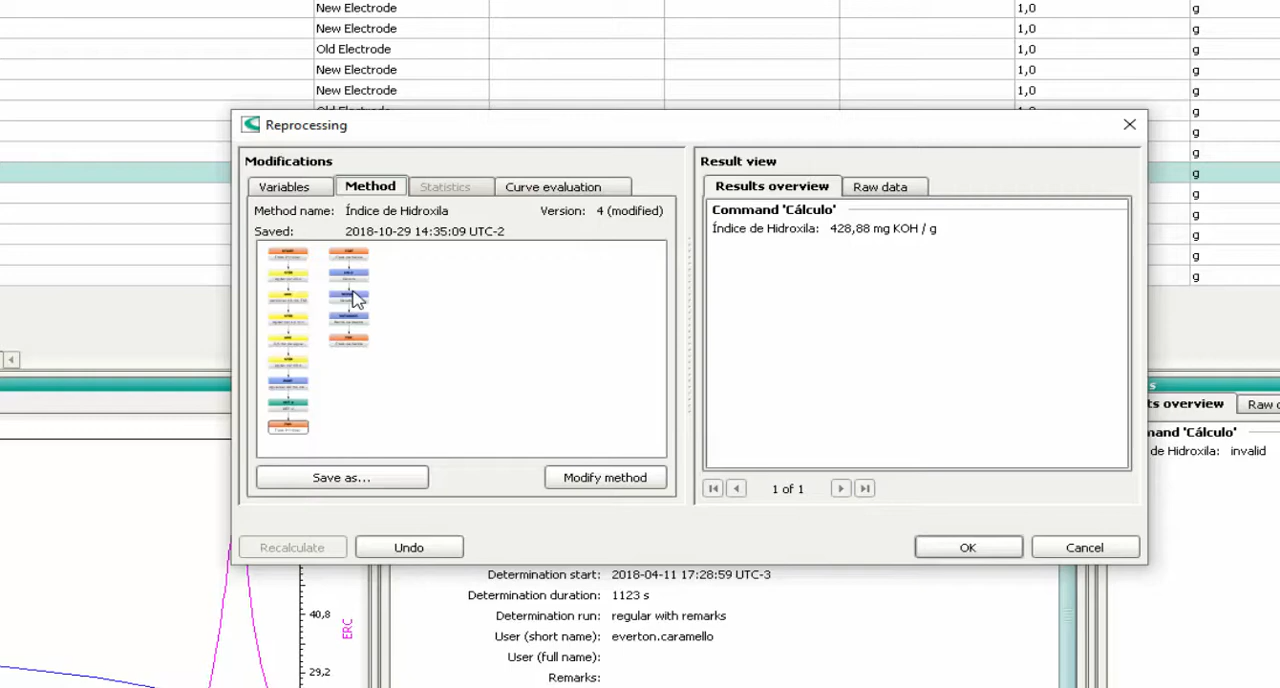 New Electrode 1,0 g
New Electrode 1,0 g
Old Electrode 1,0 g
New Electrode 1,0 g
New Electrode 1,0 g
g
g
g
g
g
g
g
g
g
Reprocessing
Modifications
Variables Method Statistics Curve evaluation
Method name: Índice de Hidroxila Version: 4 (modified)
Saved: 2018-10-29 14:35:09 UTC-2
Save as... Modify method
Result view
Results overview Raw data
Command 'Cálculo'
Índice de Hidroxila: 428,88 mg KOH / g
1 of 1
Recalculate Undo OK Cancel
s
ts overview Raw
mand 'Cálculo'
de Hidroxila: invalid
40,8
ERC
29,2
Determination start: 2018-04-11 17:28:59 UTC-3
Determination duration: 1123 s
Determination run: regular with remarks
User (short name): everton.caramello
User (full name):
Remarks: